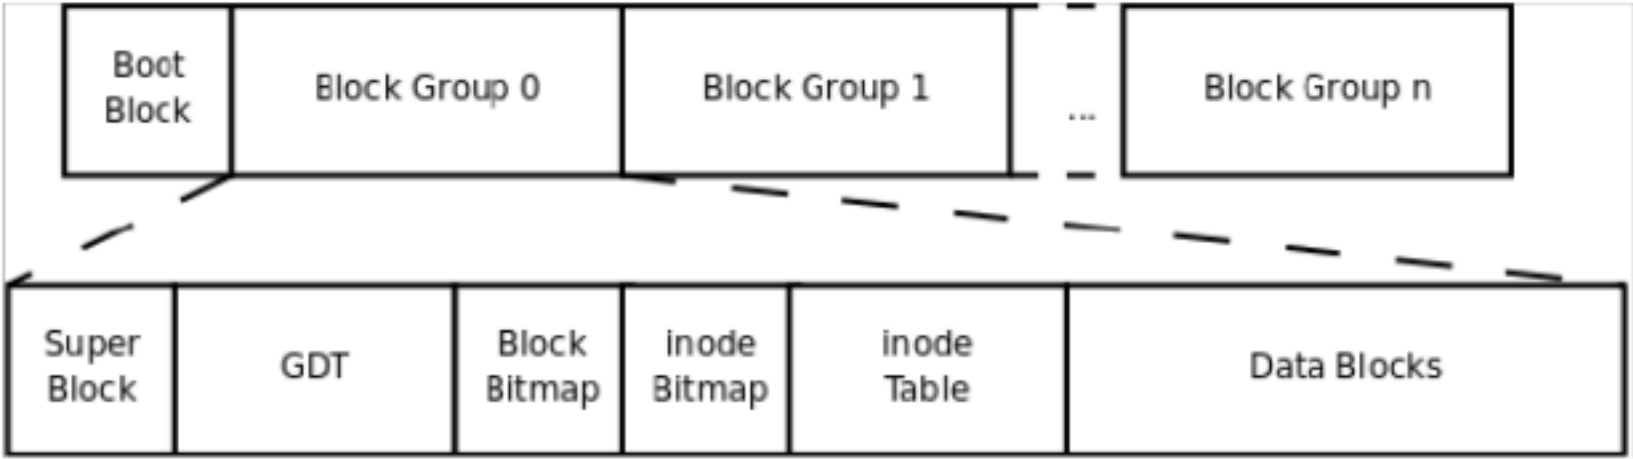 Boot
Block
Block Group 0
Block Group 1
...
Block Group n
Super
Block
GDT
Block
Bitmap
inode
Bitmap
inode
Table
Data Blocks